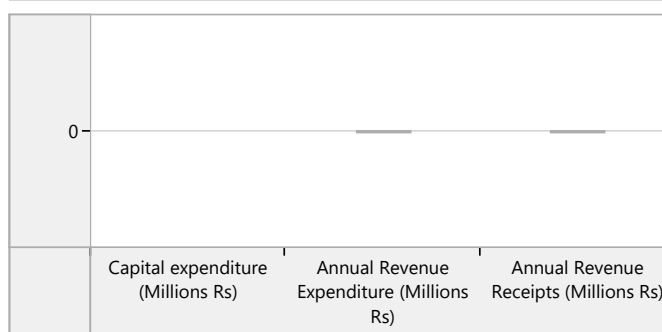 0
Capital expenditure
(Millions Rs)
Annual Revenue
Expenditure (Millions
Rs)
Annual Revenue
Receipts (Millions Rs)